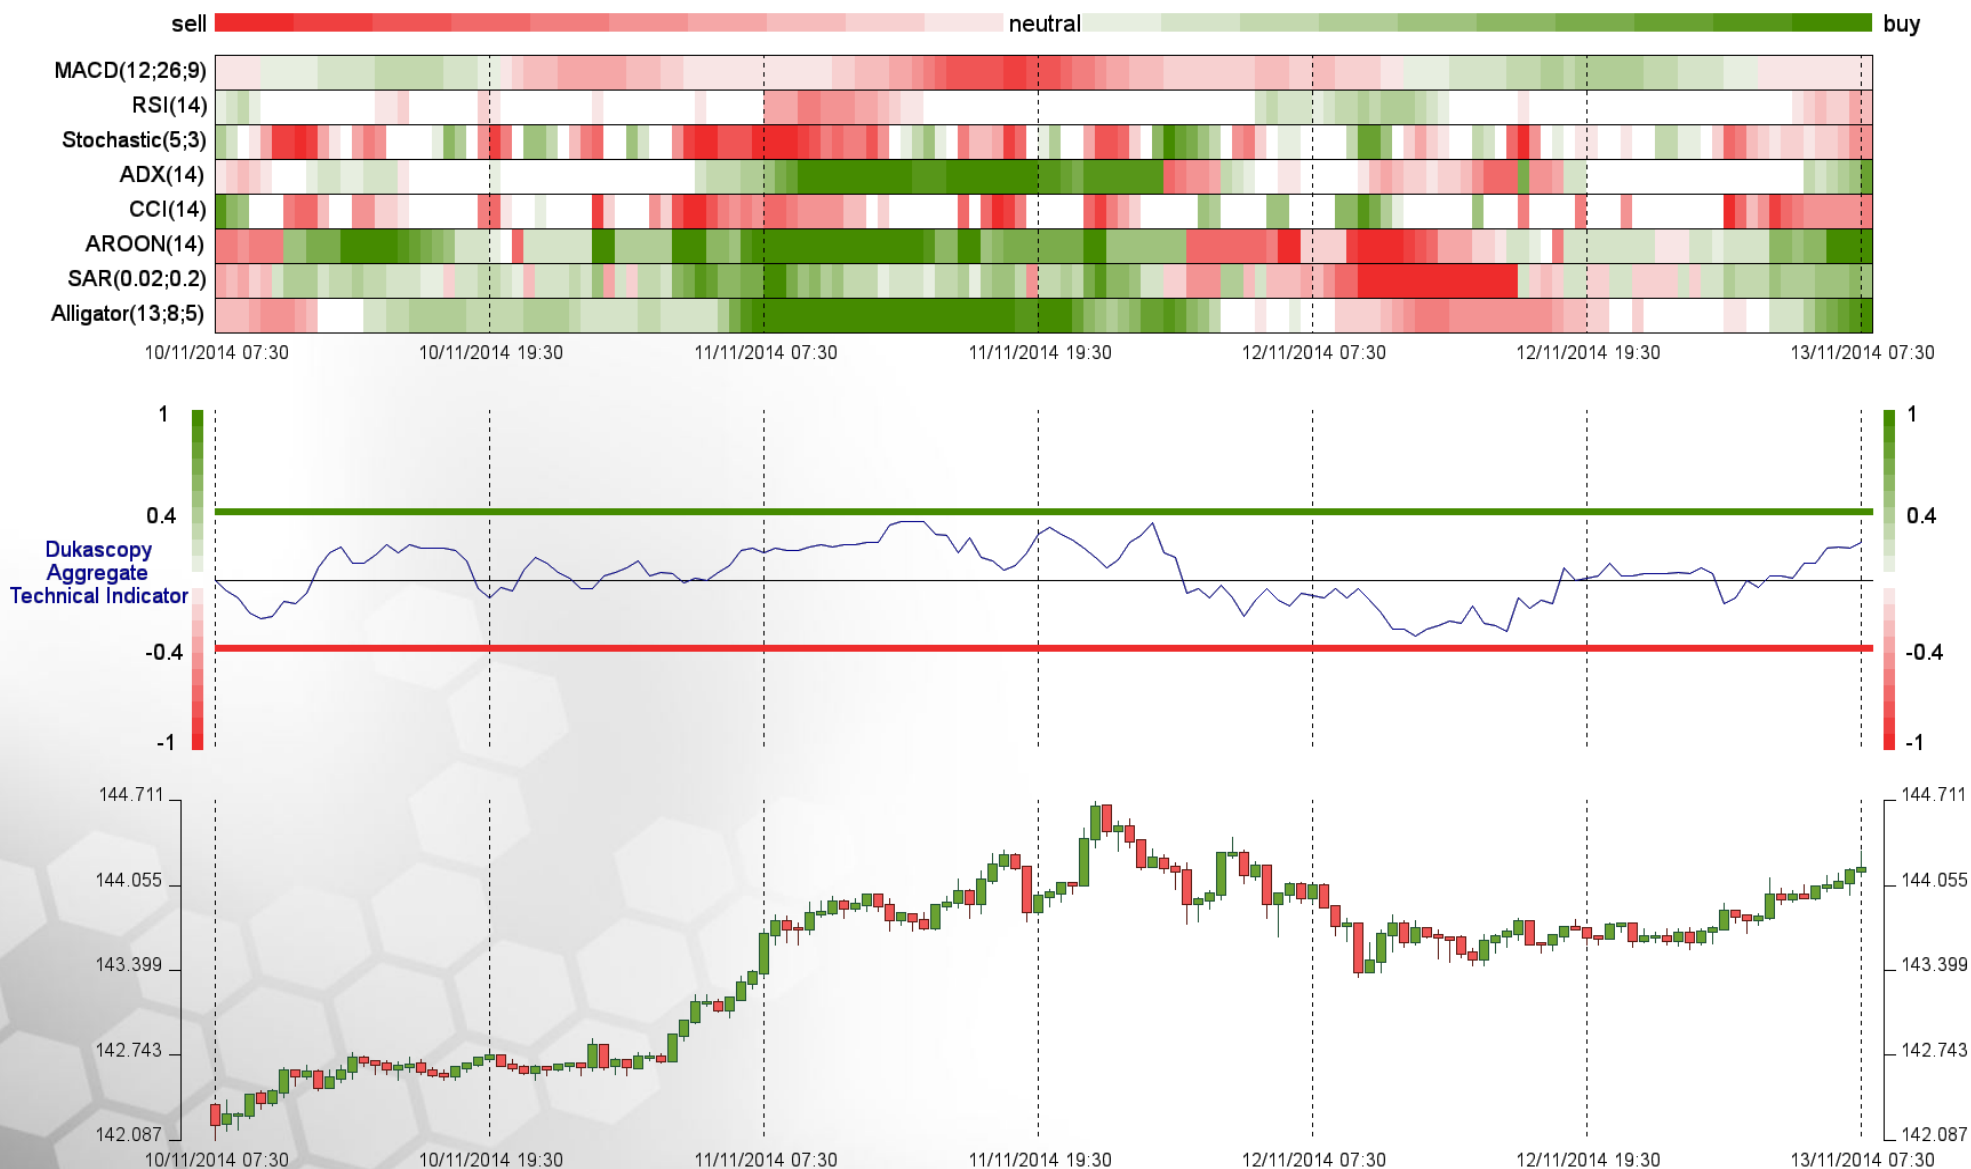 sell neutral buy
MACD(12;26;9)
RSI(14)
Stochastic(5;3)
ADX(14)
CCI(14)
AROON(14)
SAR(0.02;0.2)
Alligator(13;8;5)
10/11/2014 07:30 10/11/2014 19:30 11/11/2014 07:30 11/11/2014 19:30 12/11/2014 07:30 12/11/2014 19:30 13/11/2014 07:30
1 1
0.4 0.4
Dukascopy
Aggregate
Technical Indicator
-0.4 -0.4
-1 -1
144.711 144.711
144.055 144.055
143.399 143.399
142.743 142.743
142.087 142.087
10/11/2014 07:30 10/11/2014 19:30 11/11/2014 07:30 11/11/2014 19:30 12/11/2014 07:30 12/11/2014 19:30 13/11/2014 07:30